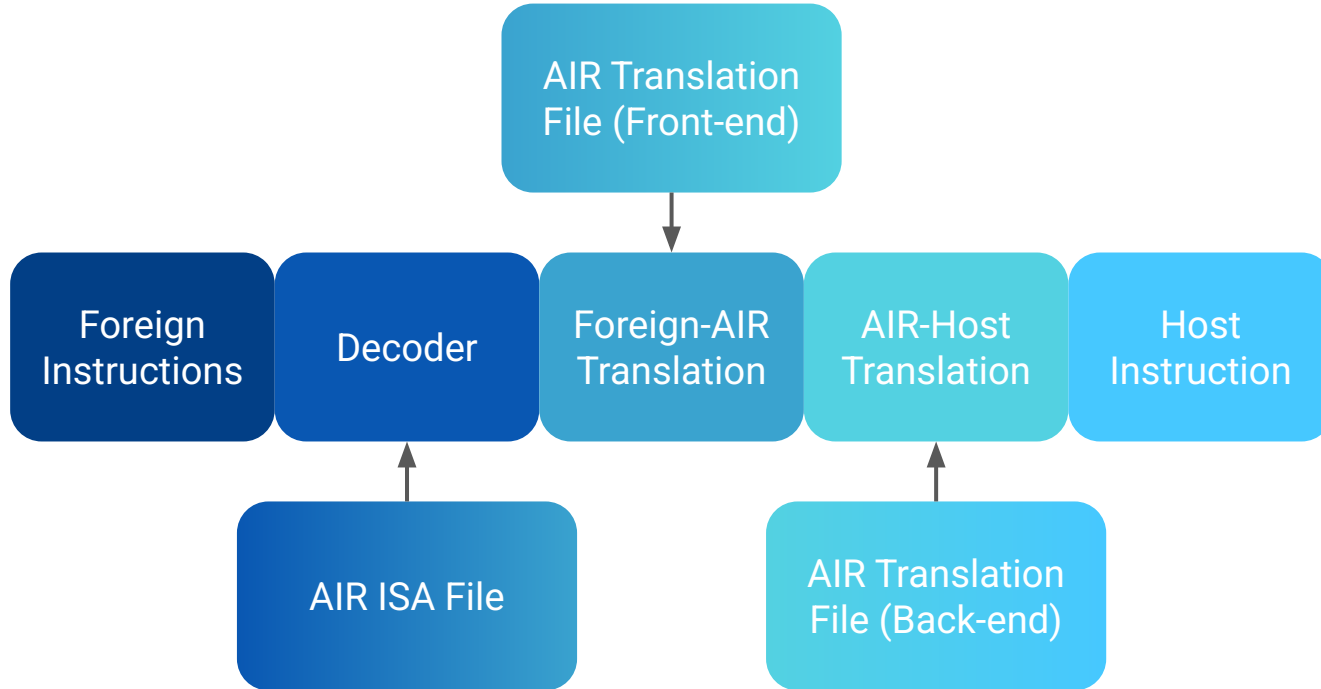 AIR Translation
File (Front-end)
Foreign
Instructions
Decoder
Foreign-AIR
Translation
AIR-Host
Translation
Host
Instruction
AIR ISA File
AIR Translation
File (Back-end)